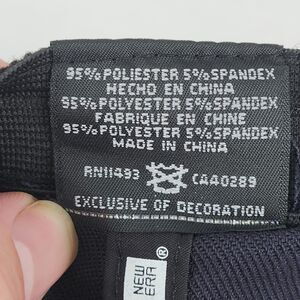 95% POLIESTER 5% SPANDEX
HECHO EN CHINA
95% POLYESTER 5% SPANDEX
FABRIQUE EN CHINE
95% POLYESTER 5% SPANDEX
MADE IN CHINA
RN11493 CA40289
EXCLUSIVE OF DECORATION
NEW
ERA®